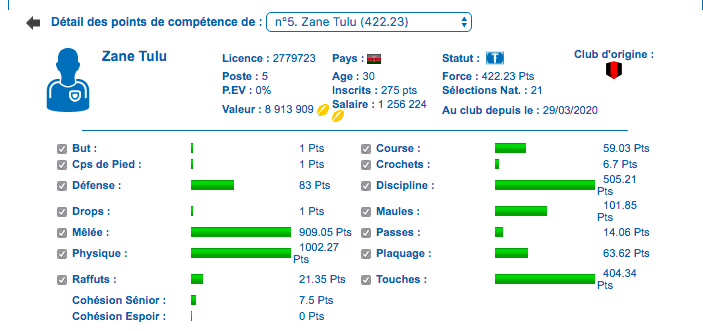 Détail des points de compétence de : n°5. Zane Tulu (422.23)
Zane Tulu
Licence : 2779723 Pays : Statut : T Club d'origine :
Poste : 5 Age : 30 Force : 422.23 Pts
P.EV : 0% Inscrits : 275 pts Sélections Nat. : 21
Valeur : 8 913 909 Salaire : 1 256 224 Au club depuis le : 29/03/2020
But : 1 Pts Course : 59.03 Pts
Cps de Pied : 1 Pts Crochets : 6.7 Pts
Défense : 83 Pts Discipline : 505.21 Pts
Drops : 1 Pts Maules : 101.85 Pts
Mêlée : 909.05 Pts Passes : 14.06 Pts
Physique : 1002.27 Pts Plaquage : 63.62 Pts
Raffuts : 21.35 Pts Touches : 404.34 Pts
Cohésion Sénior : 7.5 Pts
Cohésion Espoir : 0 Pts